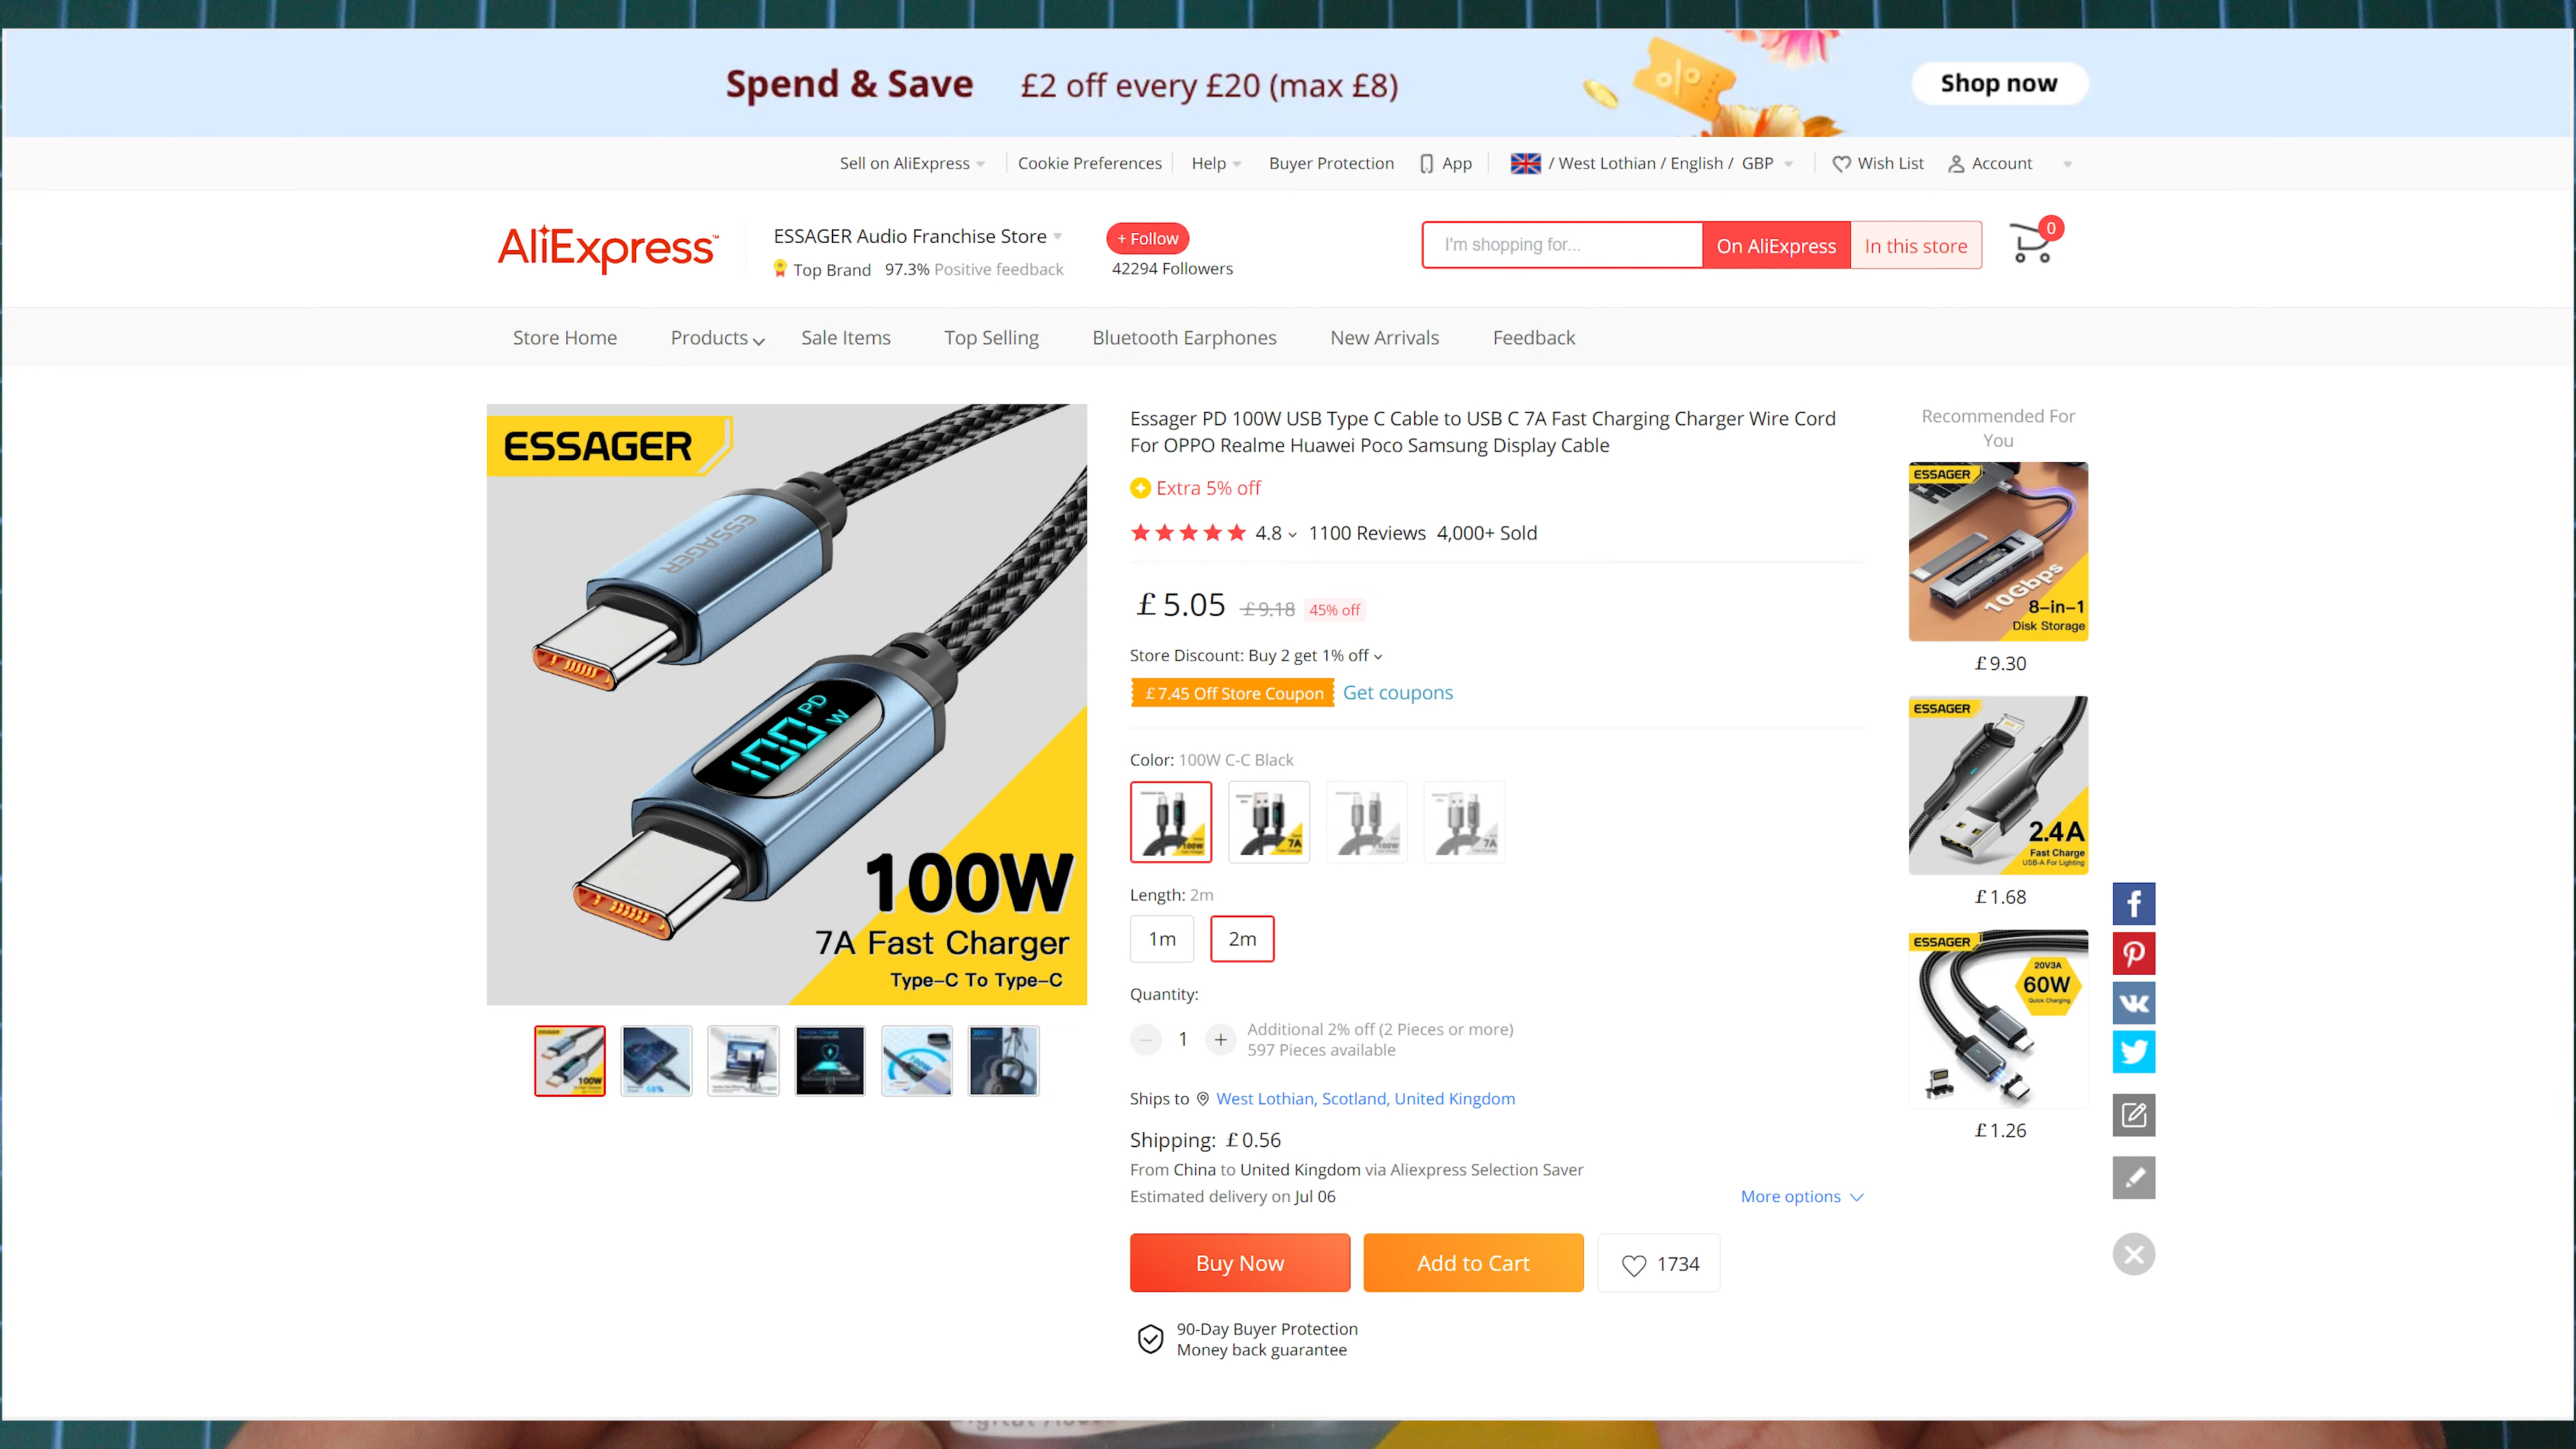 Spend & Save £2 off every £20 (max £8) Shop now
Sell on AliExpress Cookie Preferences Help Buyer Protection App / West Lothian / English / GBP Wish List Account
AliExpress™
ESSAGER Audio Franchise Store
Top Brand 97.3% Positive feedback
+ Follow
42294 Followers
I'm shopping for... On AliExpress In this store
0
Store Home Products Sale Items Top Selling Bluetooth Earphones New Arrivals Feedback
ESSAGER
ESSAGER
100 PD W
100W
7A Fast Charger
Type-C To Type-C
Essager PD 100W USB Type C Cable to USB C 7A Fast Charging Charger Wire Cord
For OPPO Realme Huawei Poco Samsung Display Cable
Extra 5% off
4.8 1100 Reviews 4,000+ Sold
£5.05 £9.18 45% off
Store Discount: Buy 2 get 1% off
£7.45 Off Store Coupon Get coupons
Color: 100W C-C Black
100W
7A
100W
7A
Length: 2m
1m 2m
Quantity:
1
Additional 2% off (2 Pieces or more)
597 Pieces available
Ships to West Lothian, Scotland, United Kingdom
Shipping: £0.56
From China to United Kingdom via Aliexpress Selection Saver
Estimated delivery on Jul 06
More options
Buy Now Add to Cart 1734
90-Day Buyer Protection
Money back guarantee
Recommended For
You
ESSAGER
10Gbps
8-in-1
Disk Storage
£9.30
ESSAGER
2.4A
Fast Charge
USB-A For Lighting
£1.68
ESSAGER
20V3A
60W
Quick Charging
£1.26